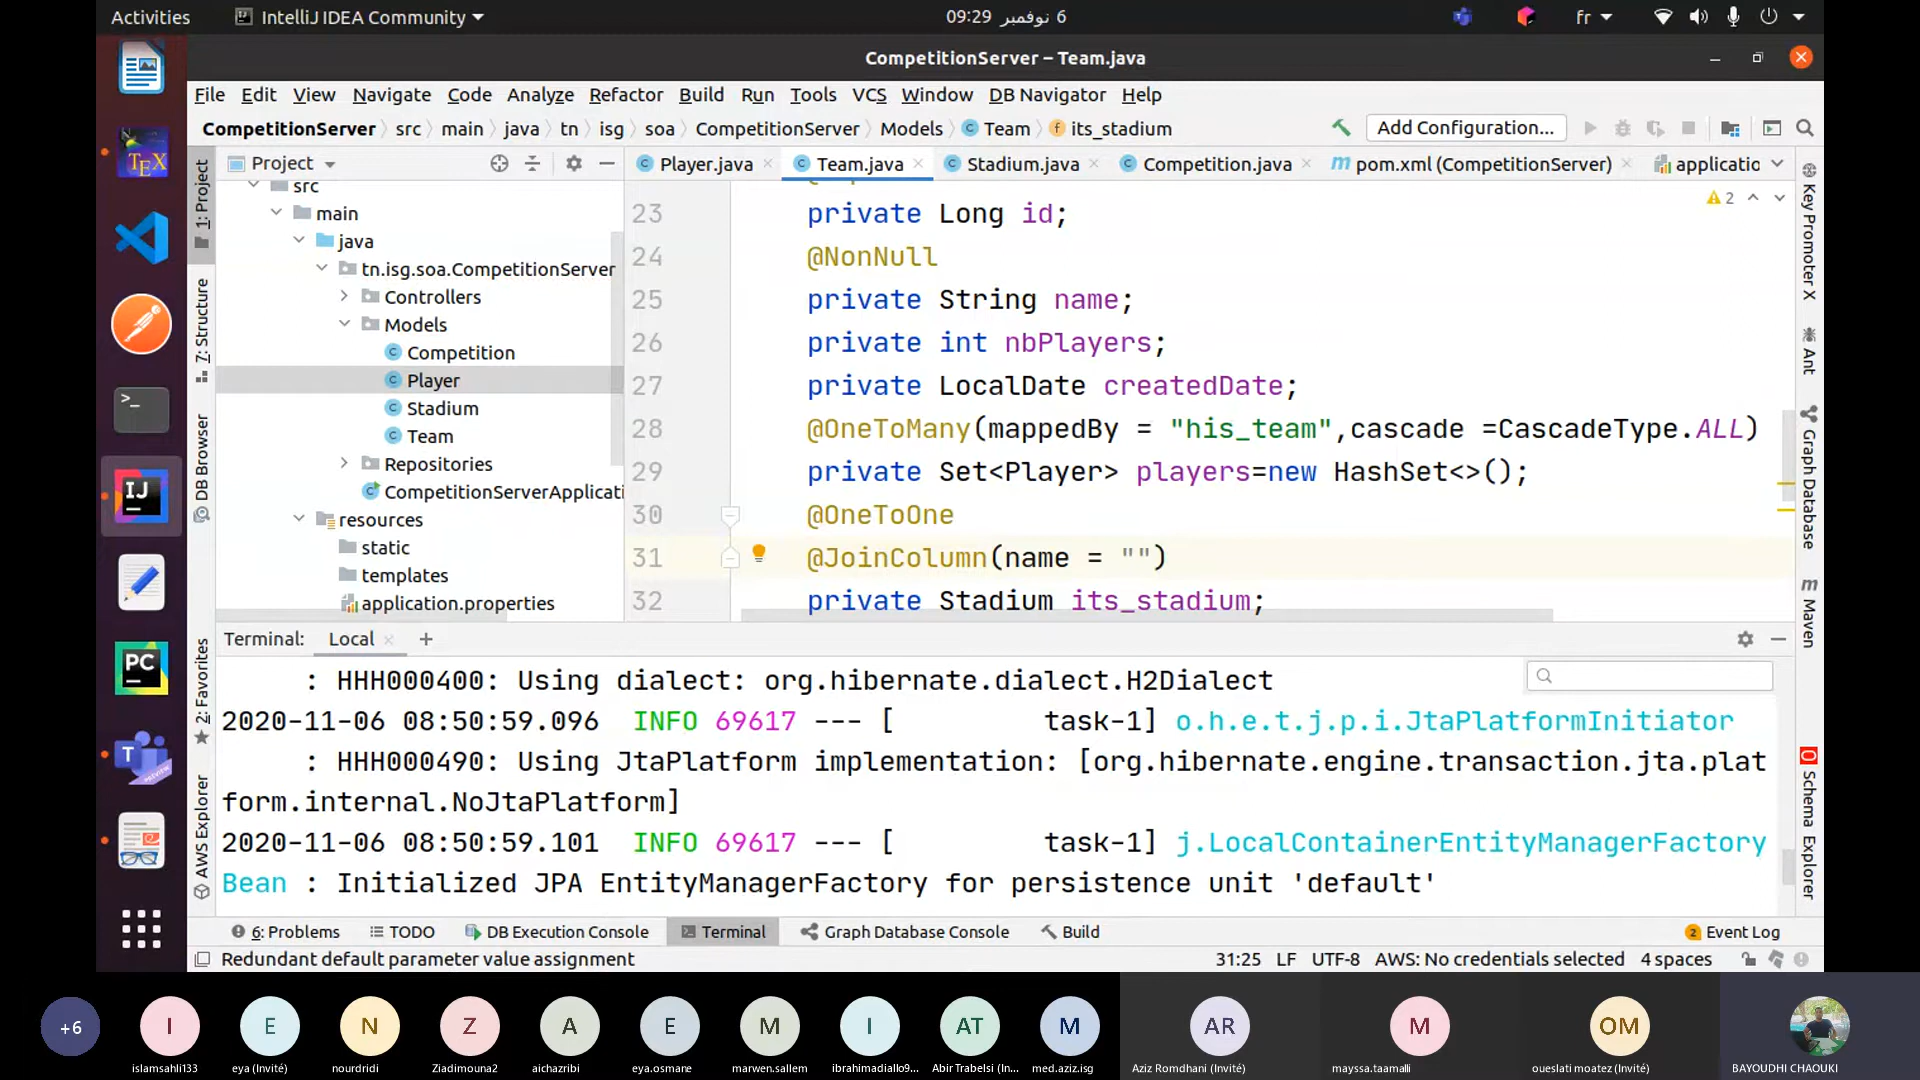 Activities
IntelliJ IDEA Community
6 نوفمبر 09:29
fr
CompetitionServer – Team.java
File Edit View Navigate Code Analyze Refactor Build Run Tools VCS Window DB Navigator Help
CompetitionServer src main java tn isg soa CompetitionServer Models Team its_stadium
Add Configuration...
Project
Player.java Team.java Stadium.java Competition.java pom.xml (CompetitionServer) applicatio
src
main
java
tn.isg.soa.CompetitionServer
Controllers
Models
Competition
Player
Stadium
Team
Repositories
CompetitionServerApplicati
resources
static
templates
application.properties
2
23 private Long id;
24 @NonNull
25 private String name;
26 private int nbPlayers;
27 private LocalDate createdDate;
28 @OneToMany(mappedBy = "his_team",cascade =CascadeType.ALL)
29 private Set<Player> players=new HashSet<>();
30 @OneToOne
31 @JoinColumn(name = "")
32 private Stadium its_stadium;
1: Project
7: Structure
DB Browser
2: Favorites
AWS Explorer
Key Promoter X
Ant
Graph Database
Maven
Schema Explorer
Terminal: Local
: HHH000400: Using dialect: org.hibernate.dialect.H2Dialect
2020-11-06 08:50:59.096 INFO 69617 --- [ task-1] o.h.e.t.j.p.i.JtaPlatformInitiator
: HHH000490: Using JtaPlatform implementation: [org.hibernate.engine.transaction.jta.plat
form.internal.NoJtaPlatform]
2020-11-06 08:50:59.101 INFO 69617 --- [ task-1] j.LocalContainerEntityManagerFactory
Bean : Initialized JPA EntityManagerFactory for persistence unit 'default'
6: Problems TODO DB Execution Console Terminal Graph Database Console Build 2 Event Log
Redundant default parameter value assignment 31:25 LF UTF-8 AWS: No credentials selected 4 spaces
+6 I E N Z A E M I AT M AR M OM
islamsahli133 eya (Invité) nourdridi Ziadimouna2 aichazribi eya.osmane marwen.sallem ibrahimadiallo9... Abir Trabelsi (In... med.aziz.isg Aziz Romdhani (Invité) mayssa.taamalli oueslati moatez (Invité) BAYOUDHI CHAOUKI